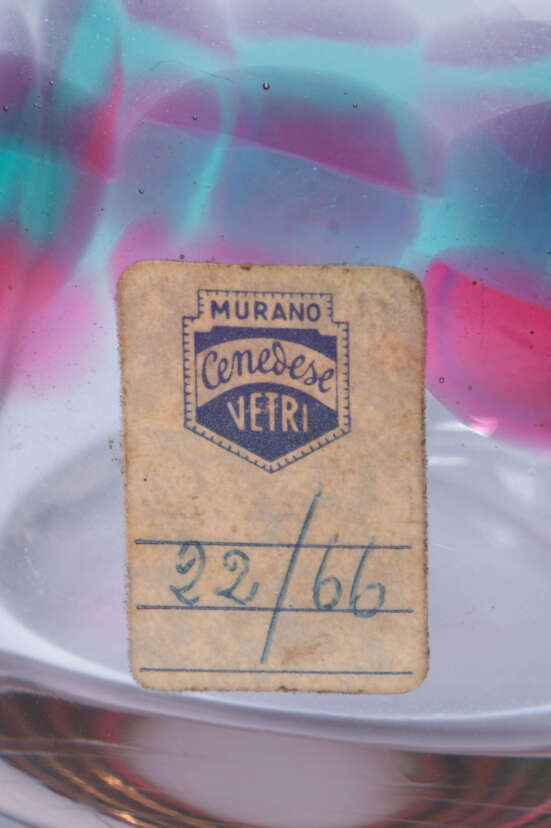 MURANO
Cenedese
VETRI
22/66